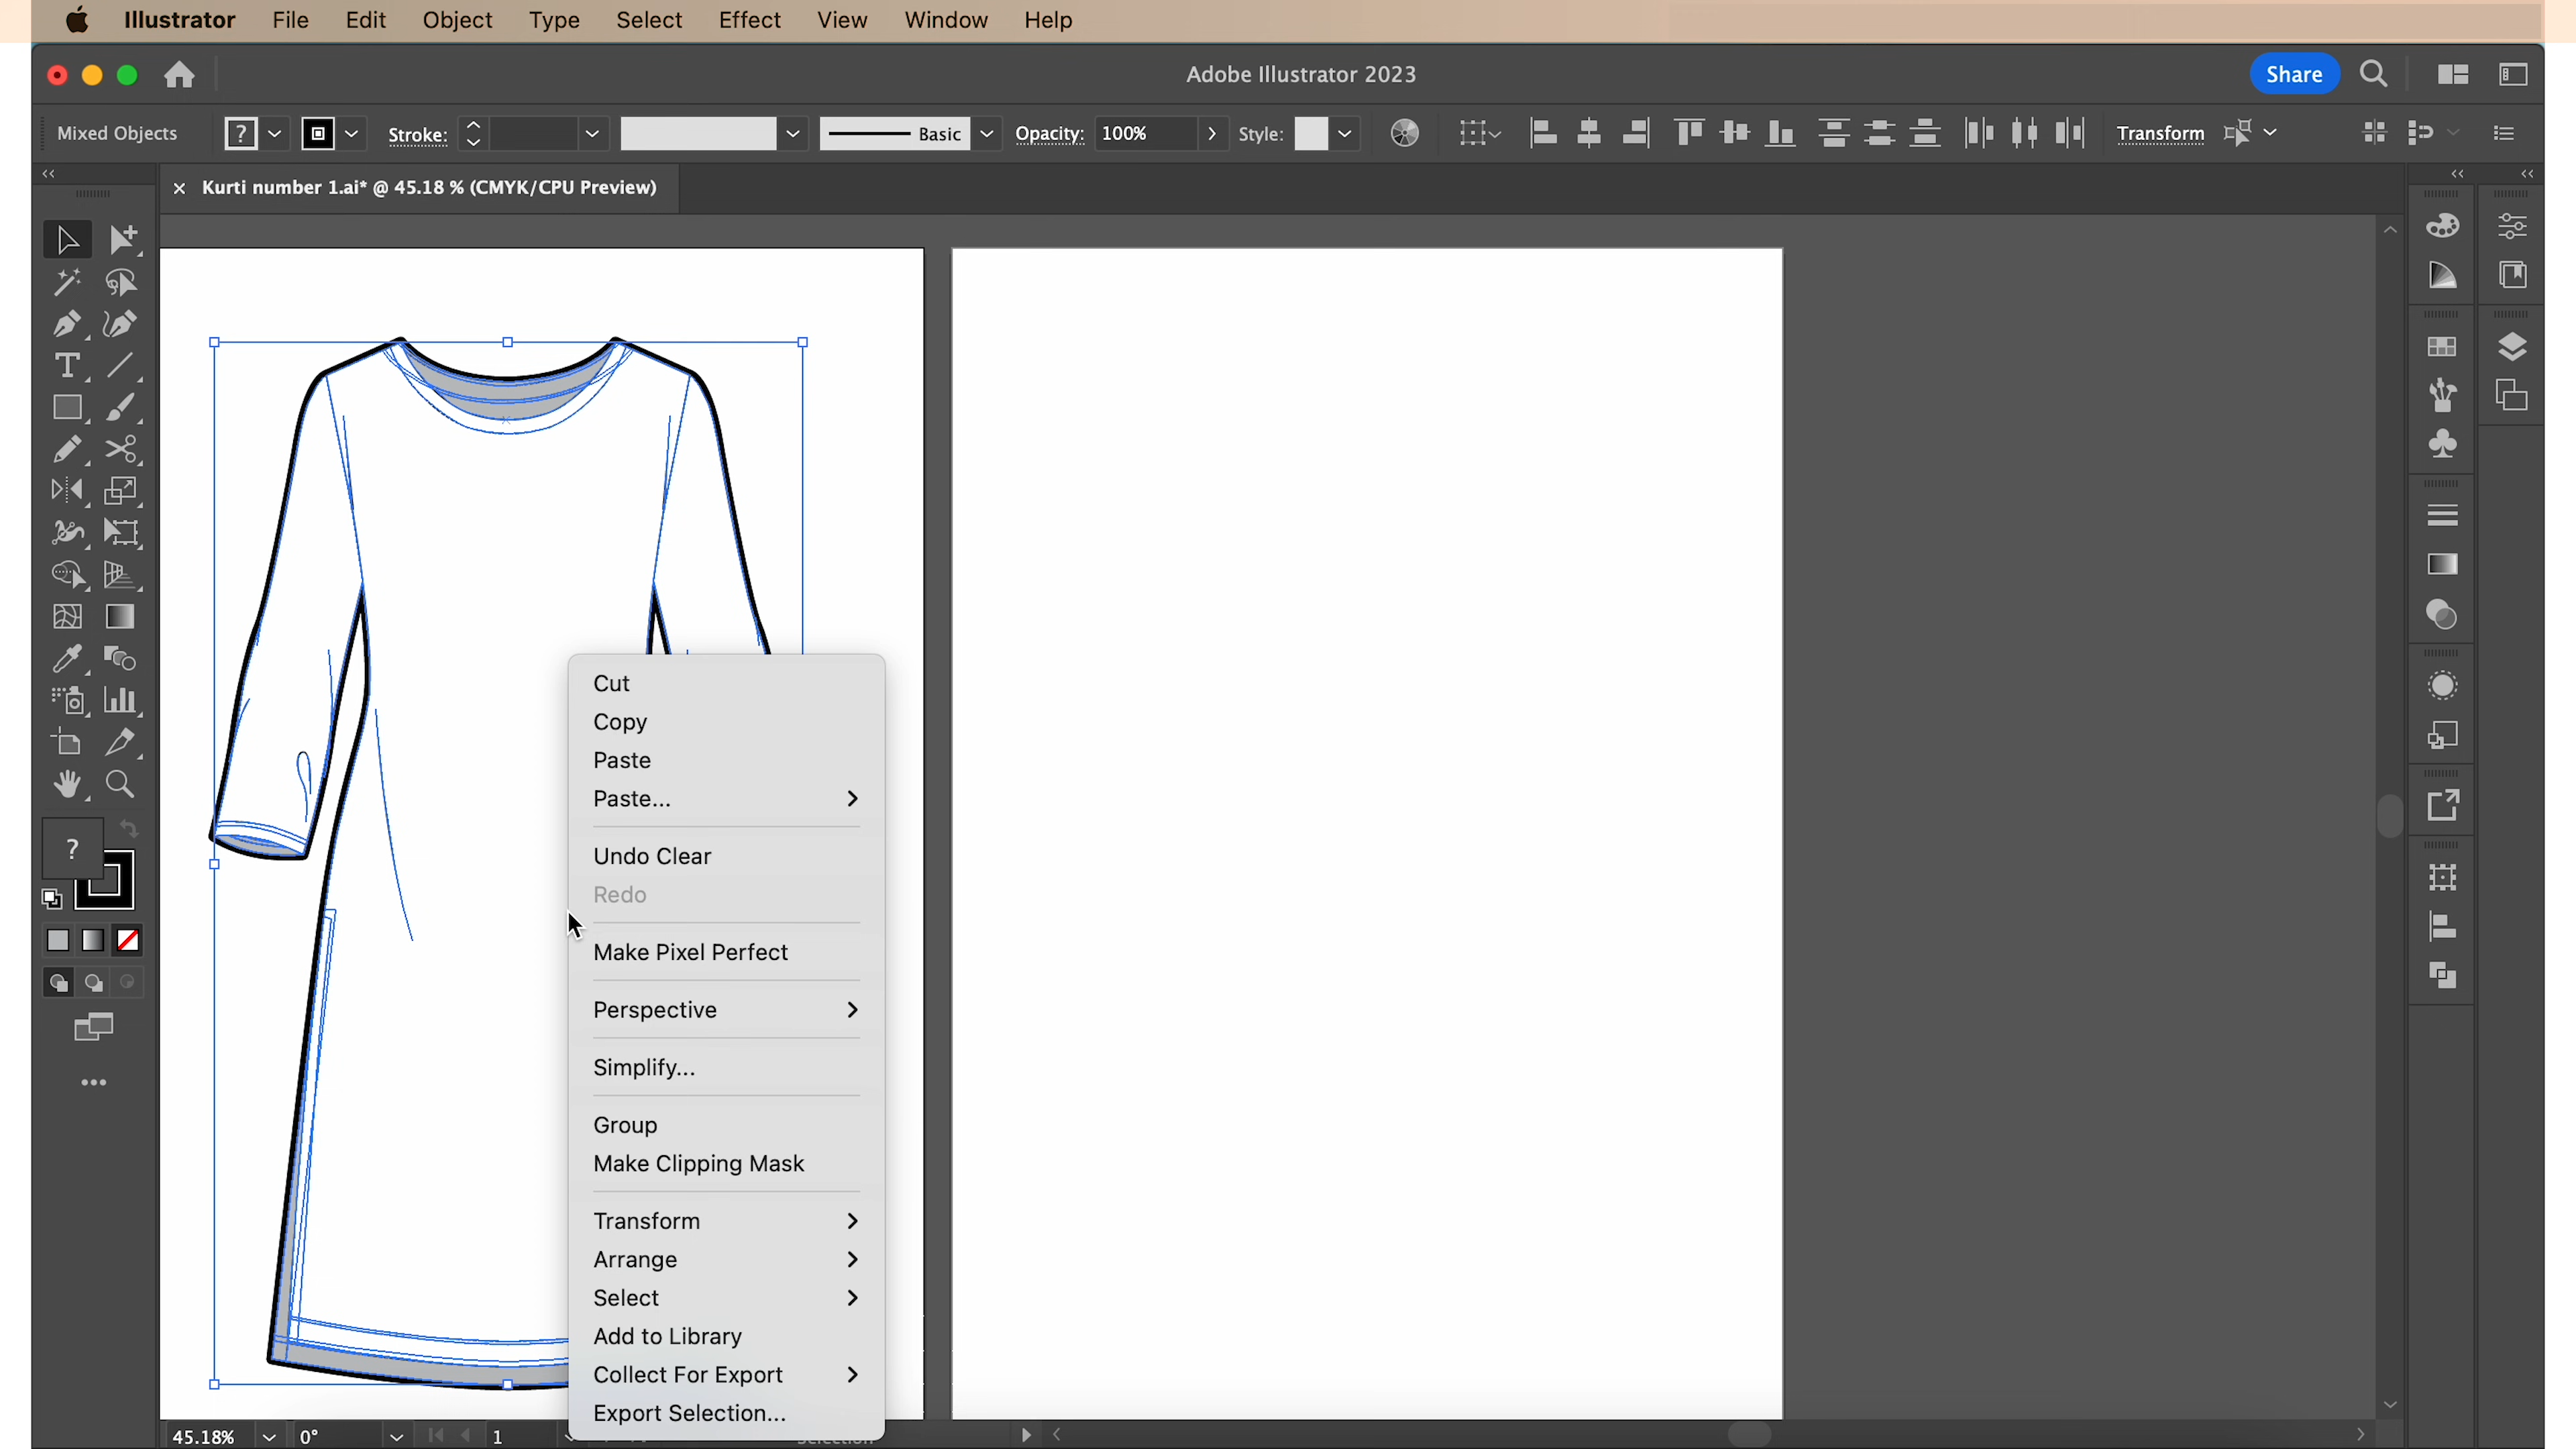 Illustrator File Edit Object Type Select Effect View Window Help
Adobe Illustrator 2023
Share
Mixed Objects ? Stroke: Basic Opacity: 100% Style: Transform
Kurti number 1.ai* @ 45.18 % (CMYK/CPU Preview)
Cut
Copy
Paste
Paste...
Undo Clear
Redo
Make Pixel Perfect
Perspective
Simplify...
Group
Make Clipping Mask
Transform
Arrange
Select
Add to Library
Collect For Export
Export Selection...
?
45.18% 0° 1 Selection